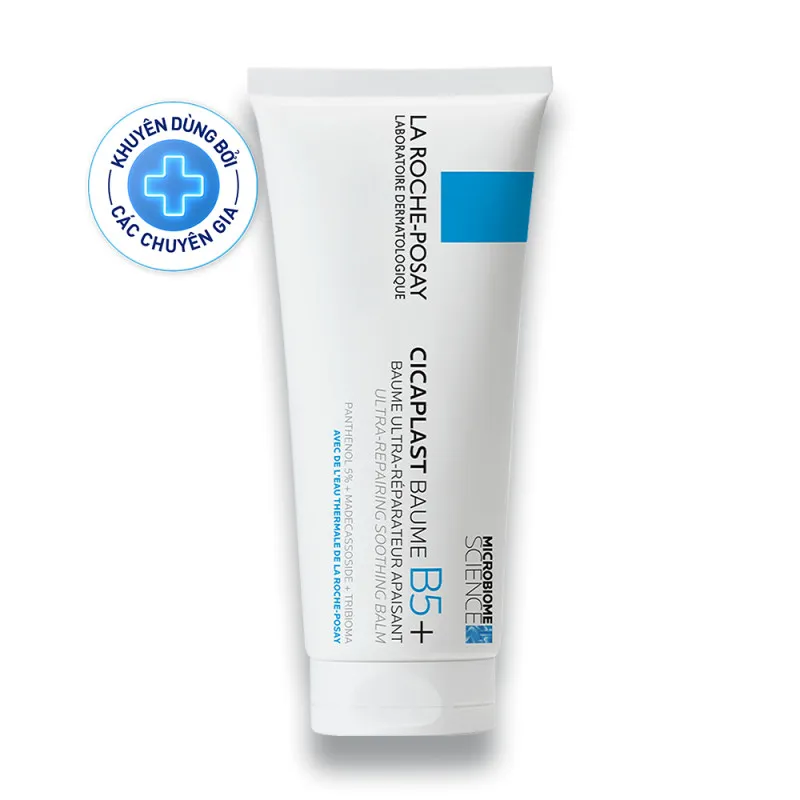 KHUYÊN DÙNG BỞI
CÁC CHUYÊN GIA
LA ROCHE-POSAY
LABORATOIRE DERMATOLOGIQUE
CICAPLAST BAUME B5+
BAUME ULTRA-RÉPARATEUR APAISANT
ULTRA-REPAIRING SOOTHING BALM
PANTHENOL 5% + MADECASSOSIDE + TRIBIOMA
AVEC DE L'EAU THERMALE DE LA ROCHE-POSAY
MICROBIOME
SCIENCE